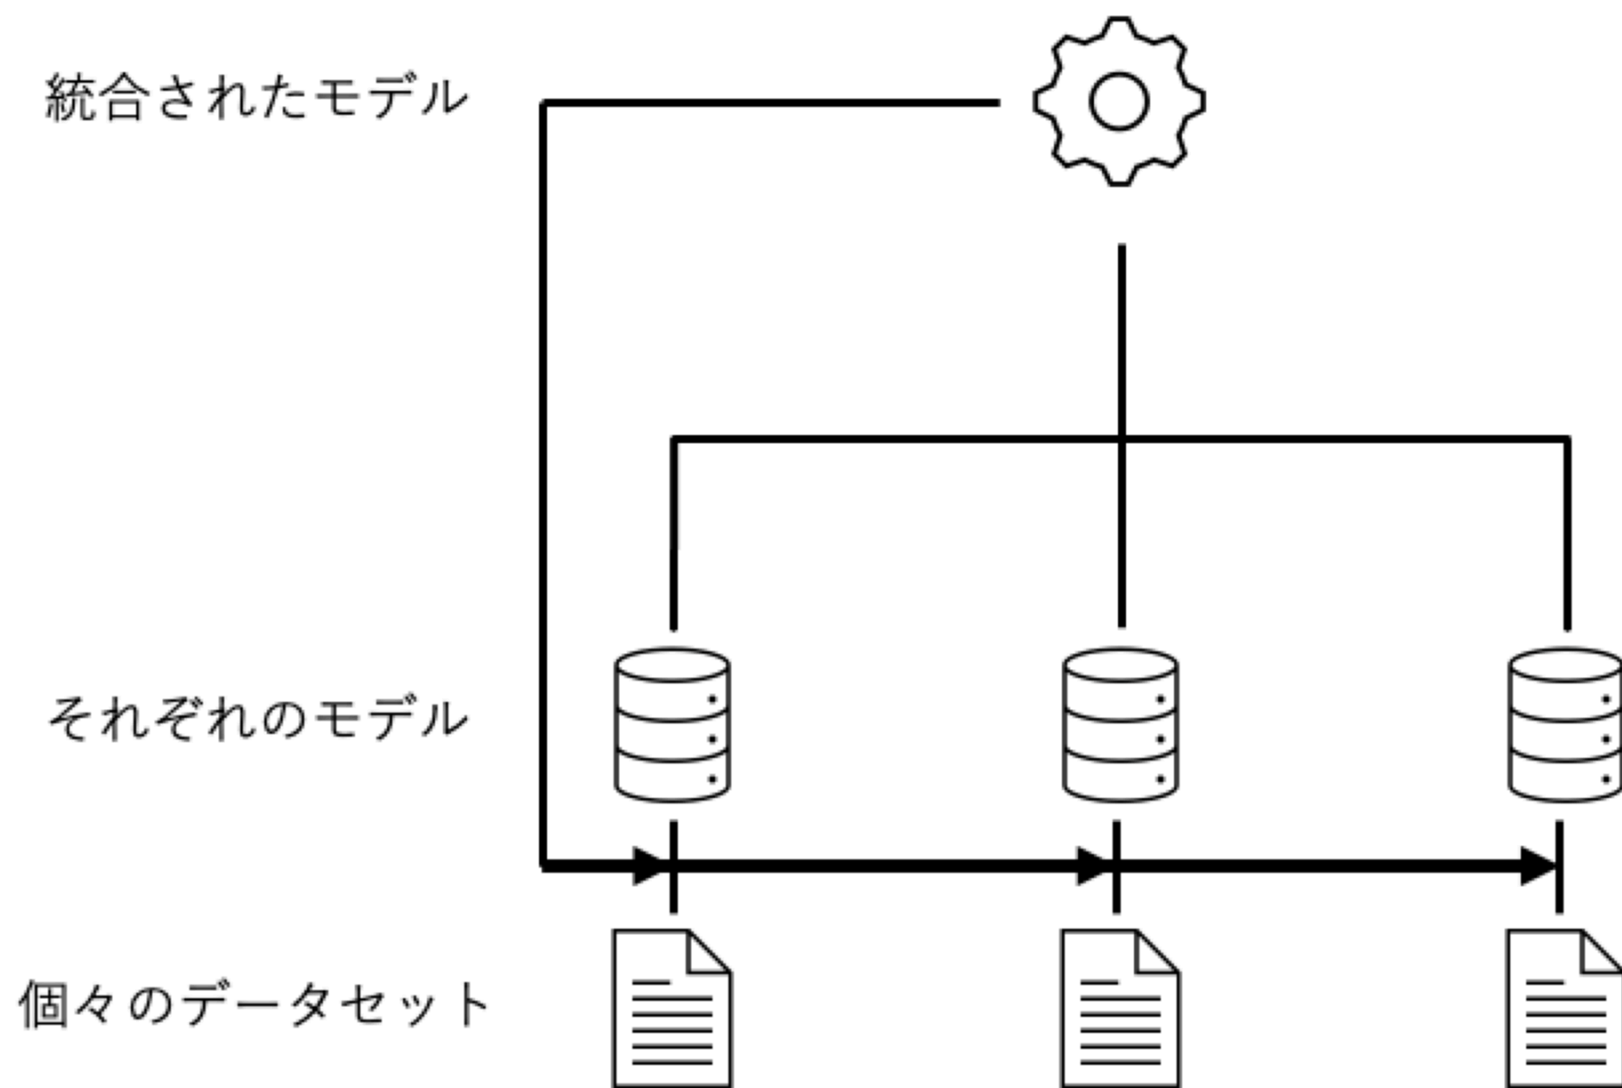 統合されたモデル
それぞれのモデル
個々のデータセット